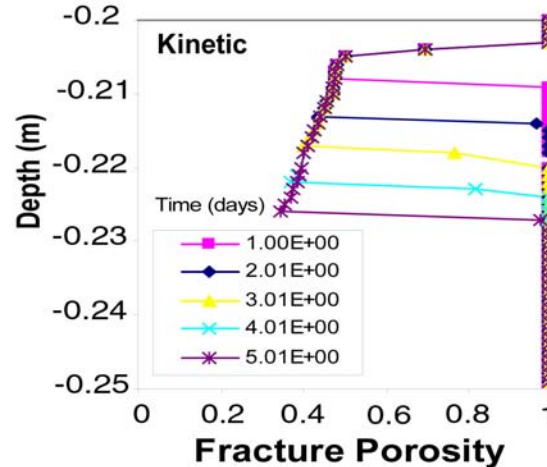 -0.2
Kinetic
-0.21
-0.22
Depth (m)
Time (days)
-0.23
1.00E+00
2.01E+00
-0.24
3.01E+00
4.01E+00
5.01E+00
-0.25
0 0.2 0.4 0.6 0.8
Fracture Porosity